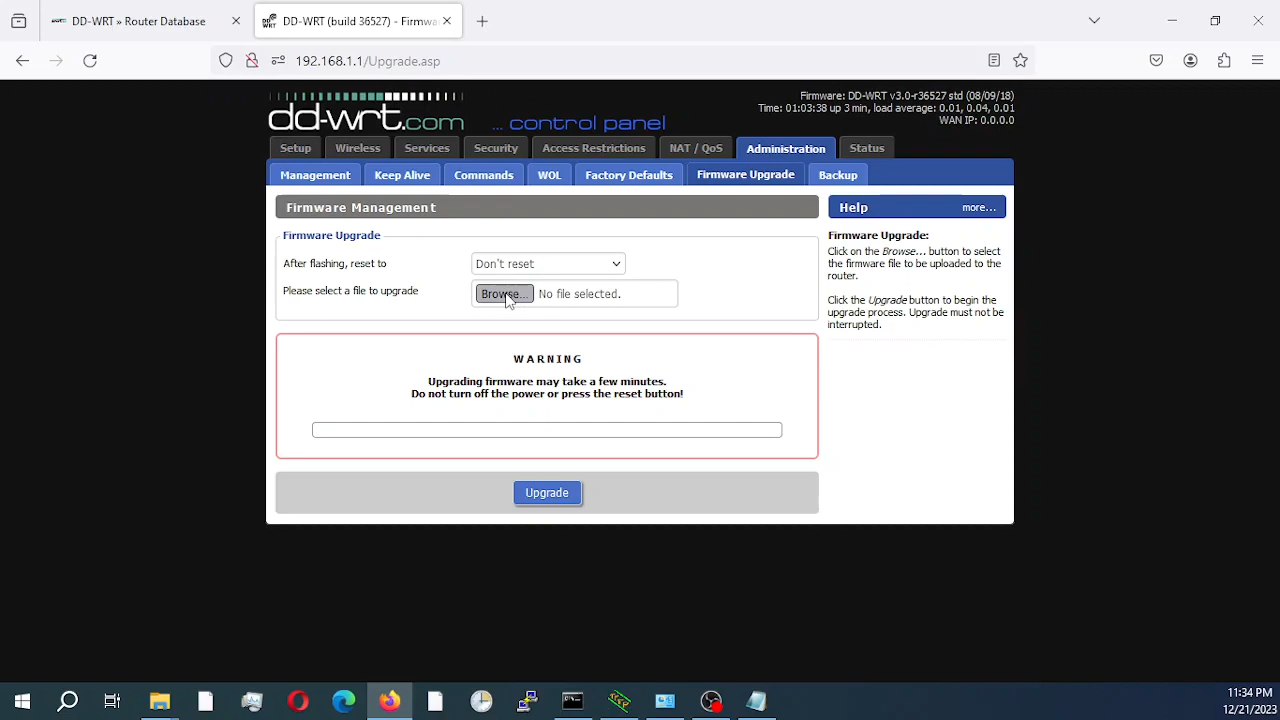 DD-WRT » Router Database
DD-WRT (build 36527) - Firmwa
192.168.1.1/Upgrade.asp
dd-wrt.com
... control panel
Firmware: DD-WRT v3.0-r36527 std (08/09/18)
Time: 01:03:38 up 3 min, load average: 0.01, 0.04, 0.01
WAN IP: 0.0.0.0
Setup
Wireless
Services
Security
Access Restrictions
NAT / QoS
Administration
Status
Management
Keep Alive
Commands
WOL
Factory Defaults
Firmware Upgrade
Backup
Firmware Management
Firmware Upgrade
After flashing, reset to
Don't reset
Please select a file to upgrade
Browse...
No file selected.
WARNING
Upgrading firmware may take a few minutes.
Do not turn off the power or press the reset button!
Upgrade
Help
more...
Firmware Upgrade:
Click on the Browse... button to select
the firmware file to be uploaded to the
router.
Click the Upgrade button to begin the
upgrade process. Upgrade must not be
interrupted.
11:34 PM
12/21/2023